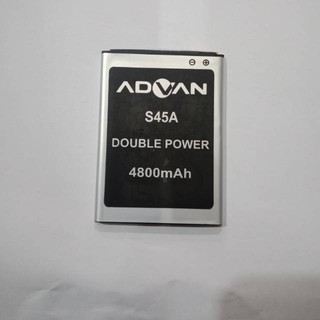 ADVAN
S45A
DOUBLE POWER
4800mAh